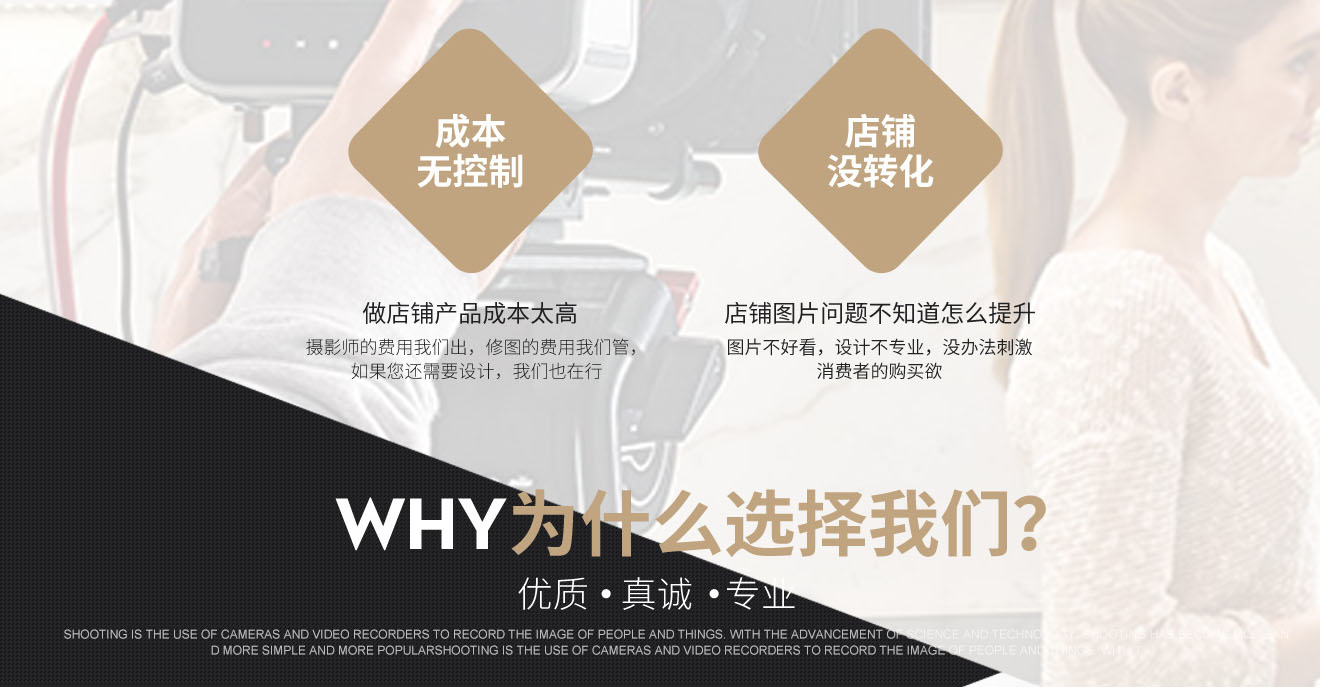 成本
无控制
店铺
没转化
做店铺产品成本太高
摄影师的费用我们出，修图的费用我们管，
如果您还需要设计，我们也在行
店铺图片问题不知道怎么提升
图片不好看，设计不专业，没办法刺激
消费者的购买欲
WHY为什么选择我们?
优质 • 真诚 • 专业
SHOOTING IS THE USE OF CAMERAS AND VIDEO RECORDERS TO RECORD THE IMAGE OF PEOPLE AND THINGS. WITH THE ADVANCEMENT OF SCIENCE AND TECHNOLOGY, SHOOTING HAS BECOME
D MORE SIMPLE AND MORE POPULARSHOOTING IS THE USE OF CAMERAS AND VIDEO RECORDERS TO RECORD THE IMAGE OF PEOPLE AND THINGS. WITH T